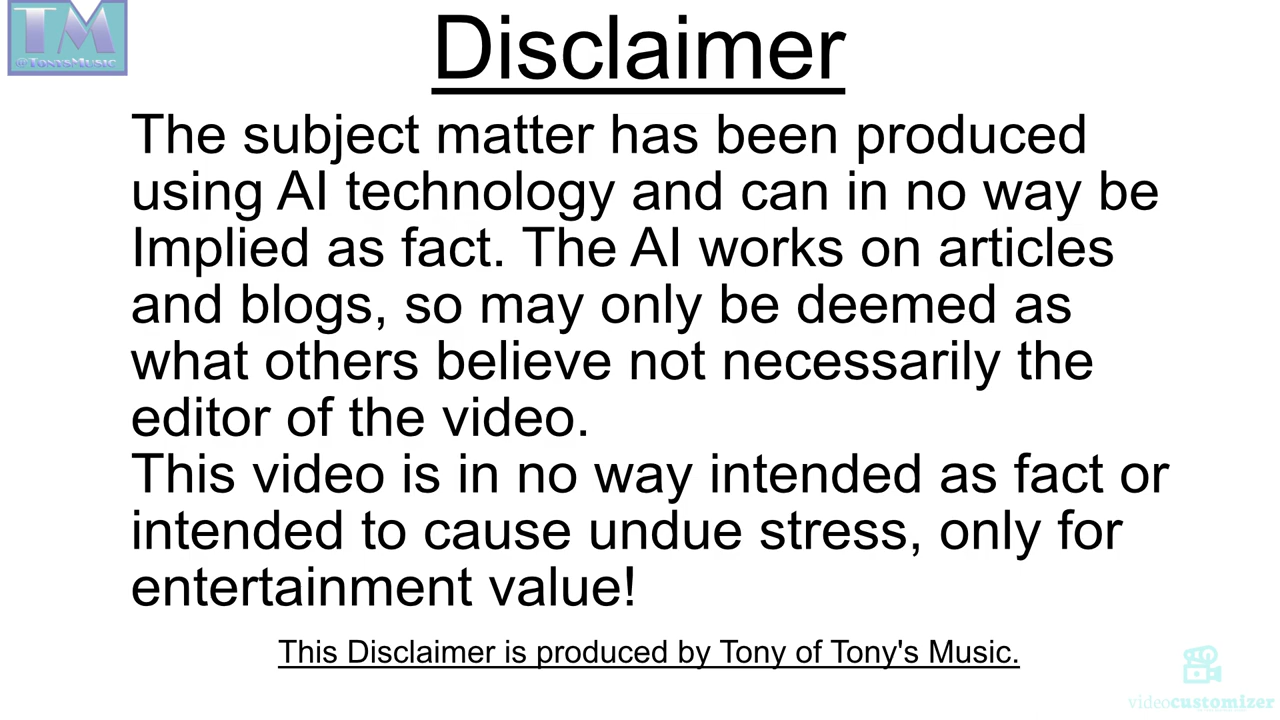 TM
@TonysMusic
Disclaimer
The subject matter has been produced
using AI technology and can in no way be
Implied as fact. The AI works on articles
and blogs, so may only be deemed as
what others believe not necessarily the
editor of the video.
This video is in no way intended as fact or
intended to cause undue stress, only for
entertainment value!
This Disclaimer is produced by Tony of Tony's Music.
videocustomizer